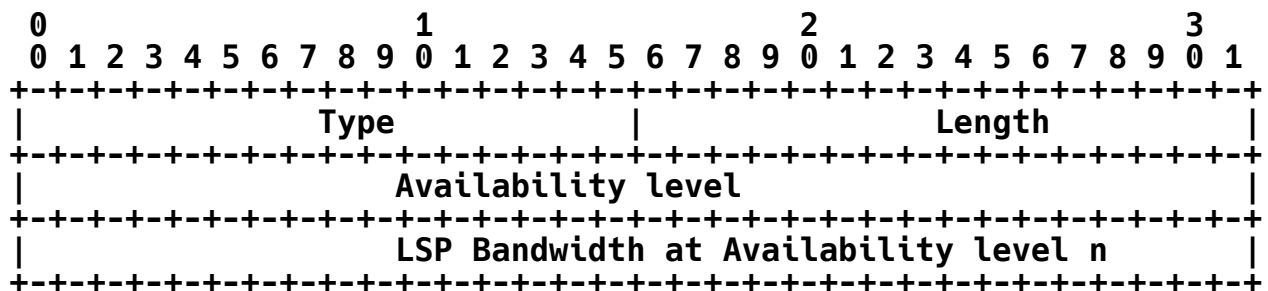 0                   1                   2                   3
 0 1 2 3 4 5 6 7 8 9 0 1 2 3 4 5 6 7 8 9 0 1 2 3 4 5 6 7 8 9 0 1
+-+-+-+-+-+-+-+-+-+-+-+-+-+-+-+-+-+-+-+-+-+-+-+-+-+-+-+-+-+-+-+-+
|               Type            |               Length          |
+-+-+-+-+-+-+-+-+-+-+-+-+-+-+-+-+-+-+-+-+-+-+-+-+-+-+-+-+-+-+-+-+
|                   Availability level                          |
+-+-+-+-+-+-+-+-+-+-+-+-+-+-+-+-+-+-+-+-+-+-+-+-+-+-+-+-+-+-+-+-+
|                   LSP Bandwidth at Availability level n       |
+-+-+-+-+-+-+-+-+-+-+-+-+-+-+-+-+-+-+-+-+-+-+-+-+-+-+-+-+-+-+-+-+